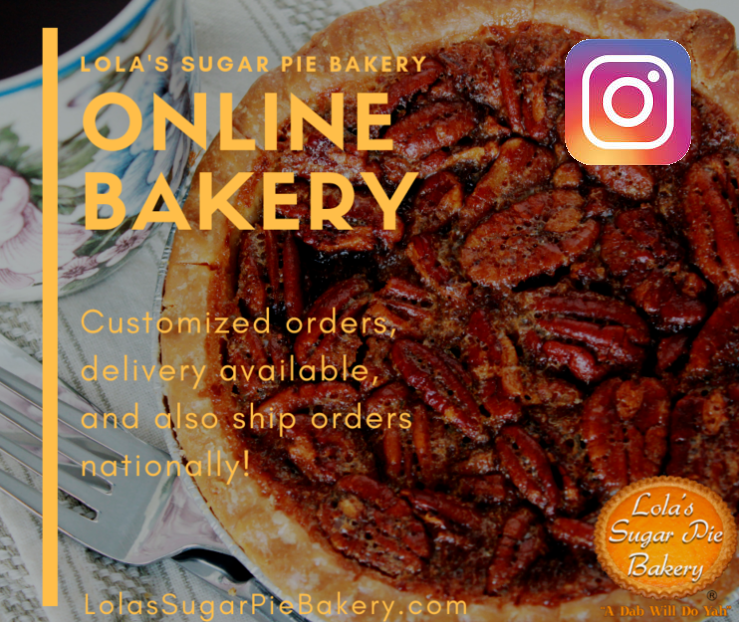 LOLA'S SUGAR PIE BAKERY
ONLINE
BAKERY
Customized orders,
delivery available,
and also ship orders
nationally!
LolasSugarPieBakery.com
Lola's
Sugar Pie
Bakery
®
"A Dab Will Do Yah"